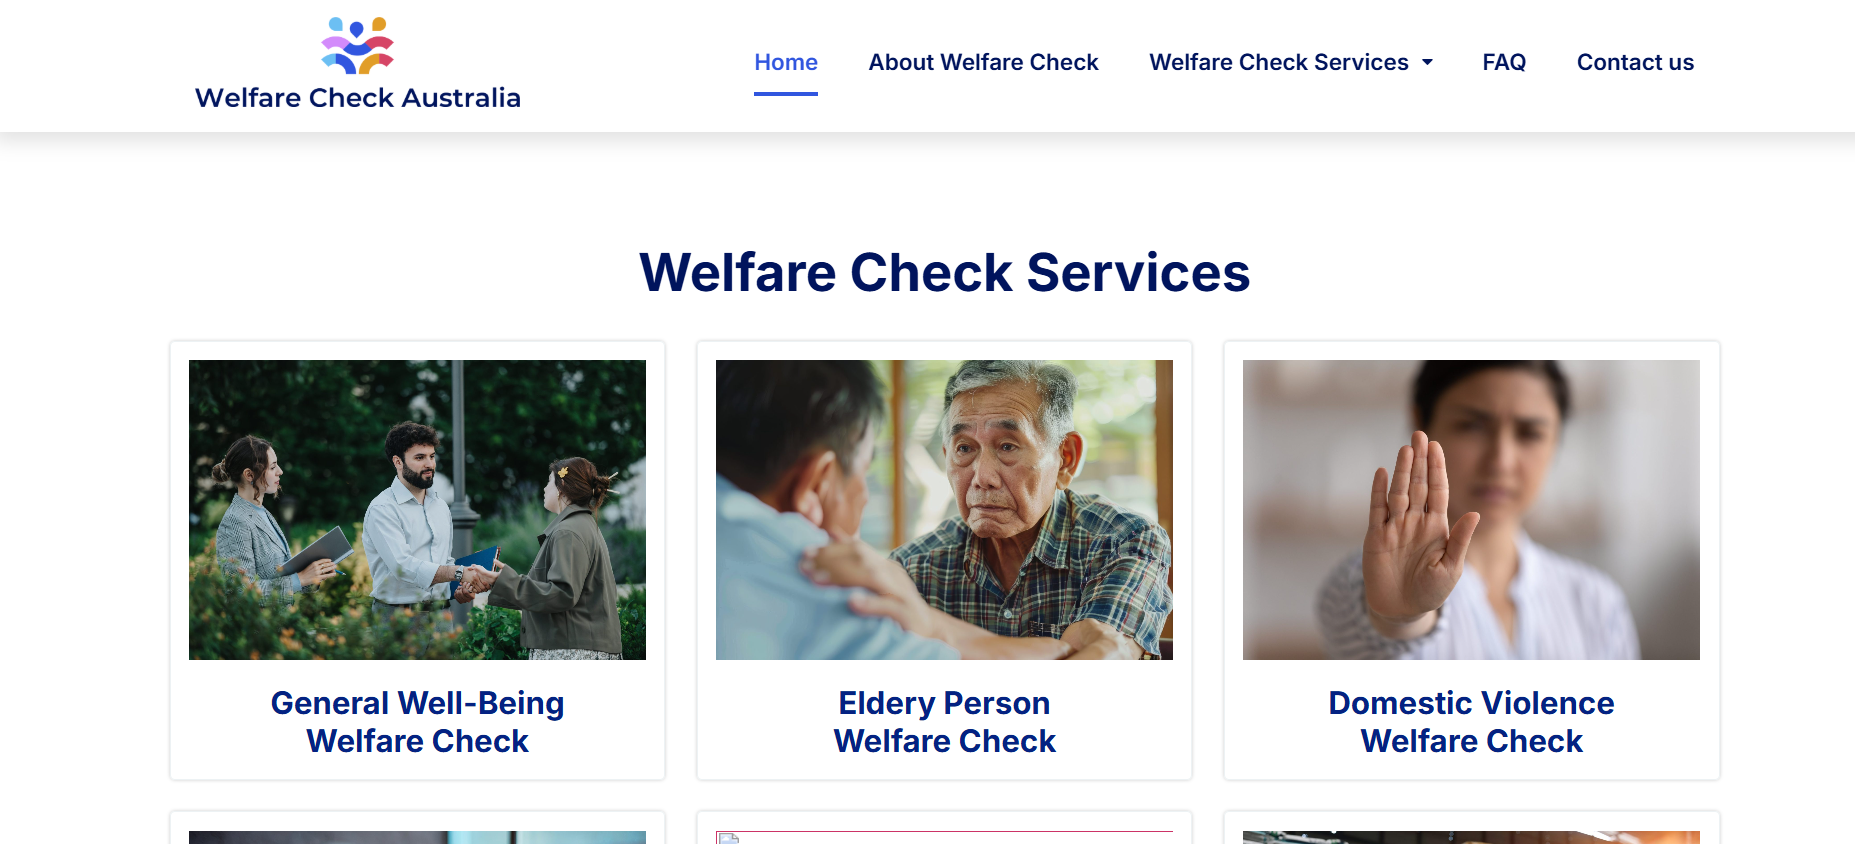 Welfare Check Australia
Home
About Welfare Check
Welfare Check Services
FAQ
Contact us
Welfare Check Services
General Well-Being
Welfare Check
Eldery Person
Welfare Check
Domestic Violence
Welfare Check